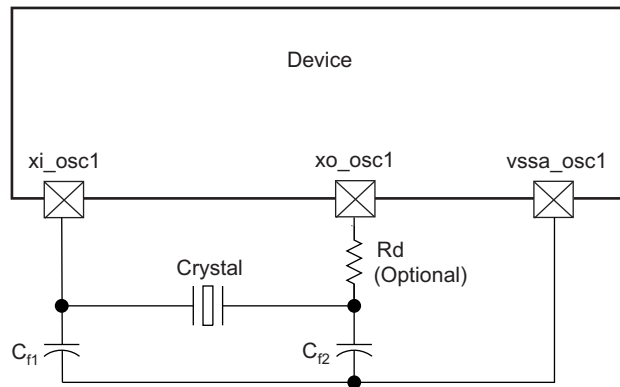 Device
xi_osc1
xo_osc1
vssa_osc1
Rd
(Optional)
Crystal
Cf1
Cf2